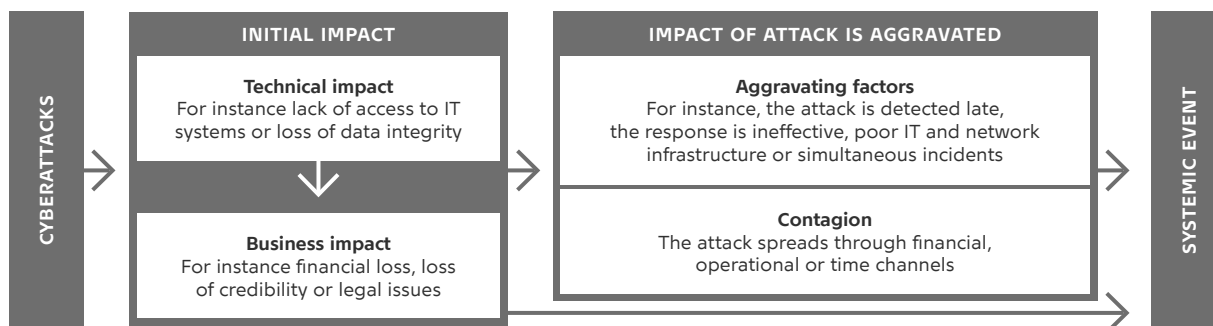 CYBERATTACKS
INITIAL IMPACT
Technical impact
For instance lack of access to IT
systems or loss of data integrity
Business impact
For instance financial loss, loss
of credibility or legal issues
IMPACT OF ATTACK IS AGGRAVATED
Aggravating factors
For instance, the attack is detected late,
the response is ineffective, poor IT and network
infrastructure or simultaneous incidents
Contagion
The attack spreads through financial,
operational or time channels
SYSTEMIC EVENT